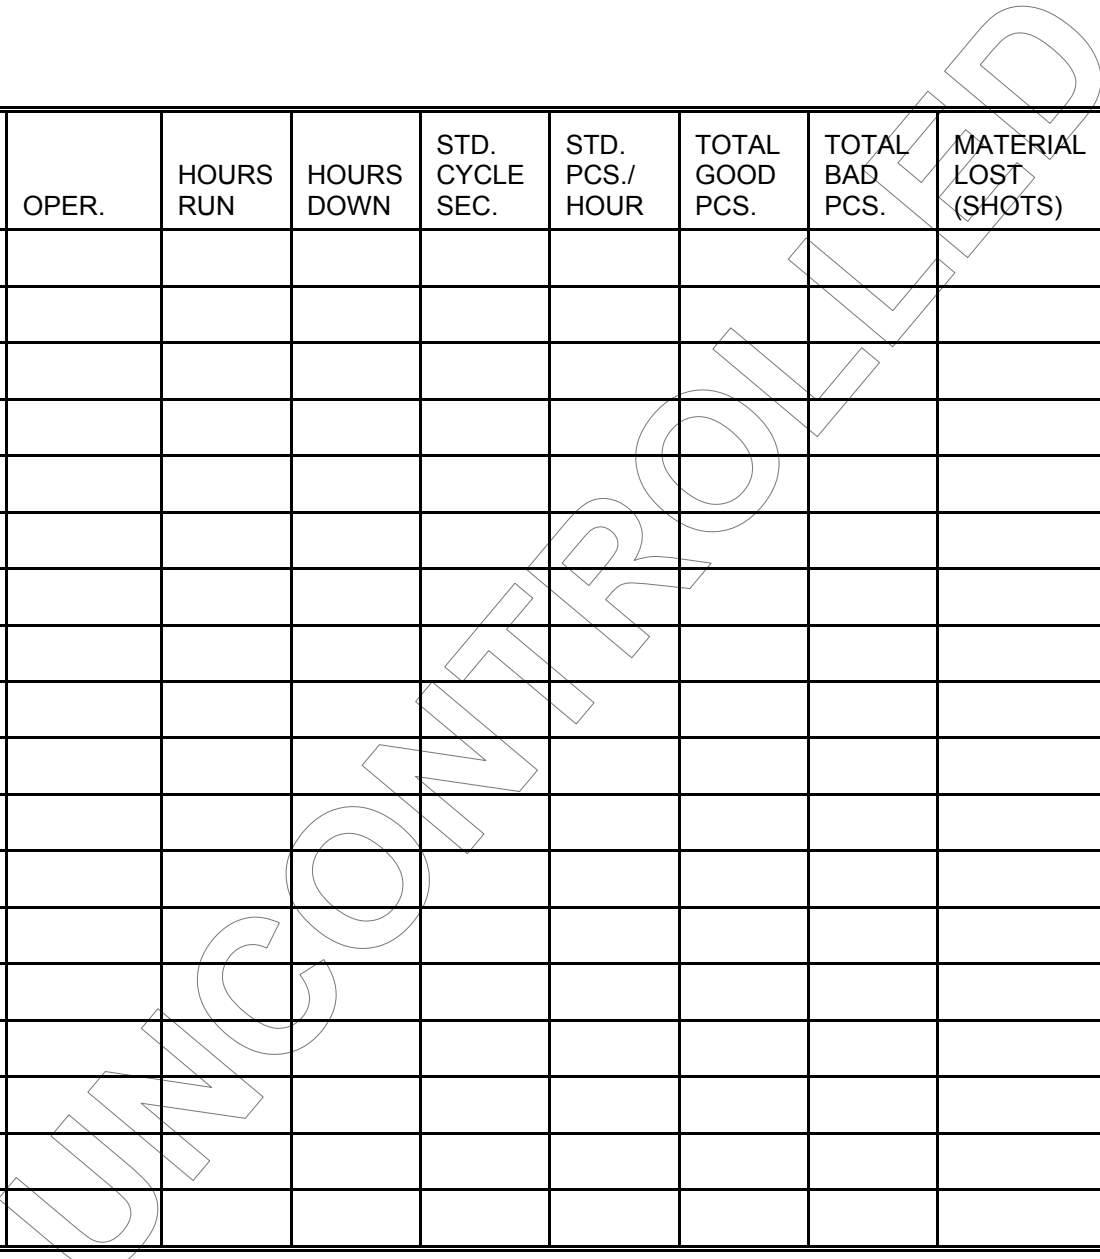 OPER.
HOURS RUN
HOURS DOWN
STD. CYCLE SEC.
STD. PCS./ HOUR
TOTAL GOOD PCS.
TOTAL BAD PCS.
MATERIAL LOST (SHOTS)
UNCONTROLLED